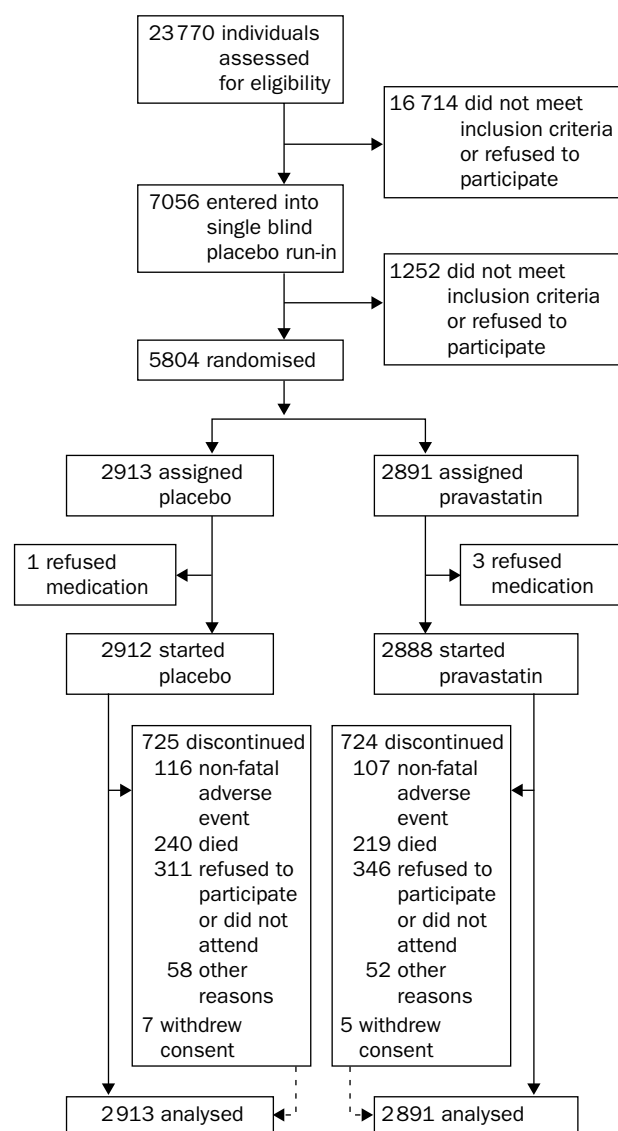 23 770 individuals
assessed
for eligibility
16 714 did not meet
inclusion criteria
or refused to
participate
7056 entered into
single blind
placebo run-in
1252 did not meet
inclusion criteria
or refused to
participate
5804 randomised
2913 assigned
placebo
2891 assigned
pravastatin
1 refused
medication
3 refused
medication
2912 started
placebo
2888 started
pravastatin
725 discontinued
116 non-fatal
adverse
event
240 died
311 refused to
participate
or did not
attend
58 other
reasons
7 withdrew
consent
724 discontinued
107 non-fatal
adverse
event
219 died
346 refused to
participate
or did not
attend
52 other
reasons
5 withdrew
consent
2913 analysed
2891 analysed